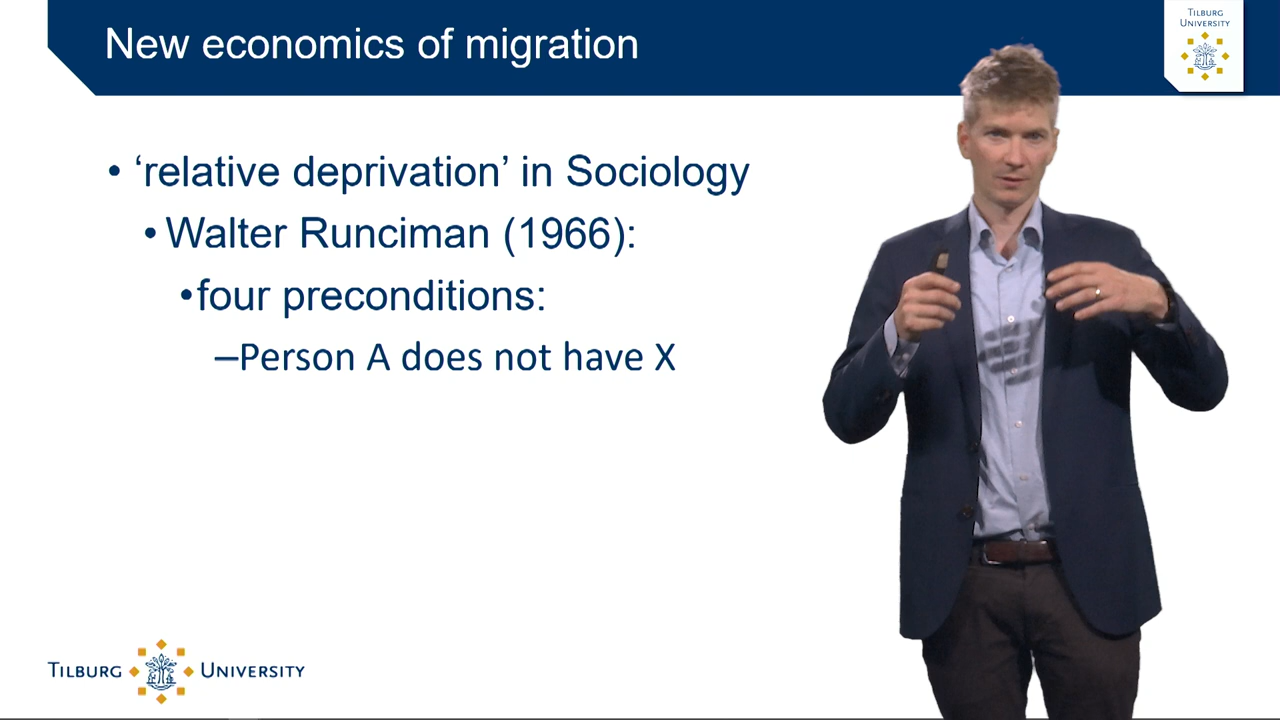 New economics of migration
TILBURG
UNIVERSITY
• ‘relative deprivation’ in Sociology
• Walter Runciman (1966):
•four preconditions:
–Person A does not have X
TILBURG UNIVERSITY